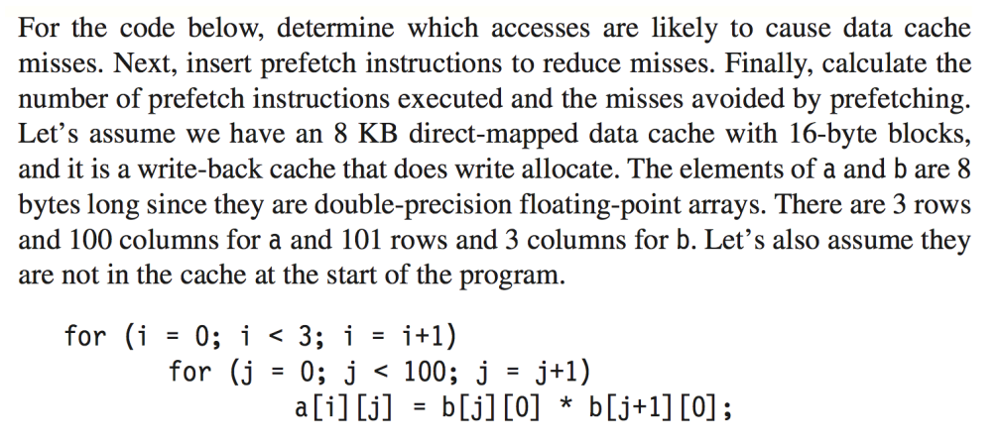 For the code below, determine which accesses are likely to cause data cache
misses. Next, insert prefetch instructions to reduce misses. Finally, calculate the
number of prefetch instructions executed and the misses avoided by prefetching.
Let’s assume we have an 8 KB direct-mapped data cache with 16-byte blocks,
and it is a write-back cache that does write allocate. The elements of a and b are 8
bytes long since they are double-precision floating-point arrays. There are 3 rows
and 100 columns for a and 101 rows and 3 columns for b. Let’s also assume they
are not in the cache at the start of the program.
for (i = 0; i < 3; i = i+1)
for (j = 0; j < 100; j = j+1)
a[i][j] = b[j][0] * b[j+1][0];